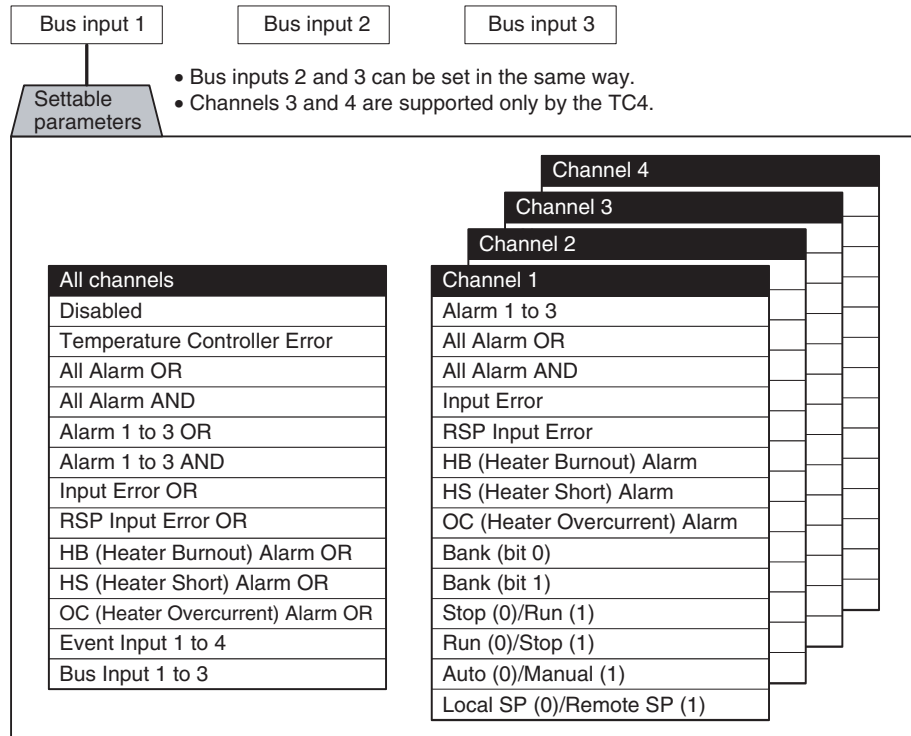 Bus input 1
Bus input 2
Bus input 3
Settable
parameters
• Bus inputs 2 and 3 can be set in the same way.
• Channels 3 and 4 are supported only by the TC4.
Channel 4
Channel 3
Channel 2
All channels
Disabled
Temperature Controller Error
All Alarm OR
All Alarm AND
Alarm 1 to 3 OR
Alarm 1 to 3 AND
Input Error OR
RSP Input Error OR
HB (Heater Burnout) Alarm OR
HS (Heater Short) Alarm OR
OC (Heater Overcurrent) Alarm OR
Event Input 1 to 4
Bus Input 1 to 3
Channel 1
Alarm 1 to 3
All Alarm OR
All Alarm AND
Input Error
RSP Input Error
HB (Heater Burnout) Alarm
HS (Heater Short) Alarm
OC (Heater Overcurrent) Alarm
Bank (bit 0)
Bank (bit 1)
Stop (0)/Run (1)
Run (0)/Stop (1)
Auto (0)/Manual (1)
Local SP (0)/Remote SP (1)